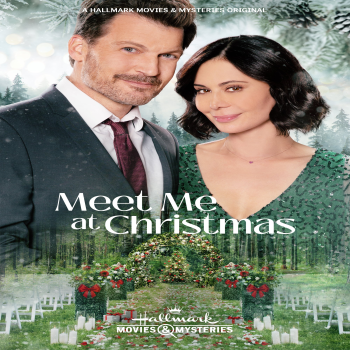 A HALLMARK MOVIES & MYSTERIES ORIGINAL
Meet Me
at Christmas
Hallmark
MOVIES & MYSTERIES